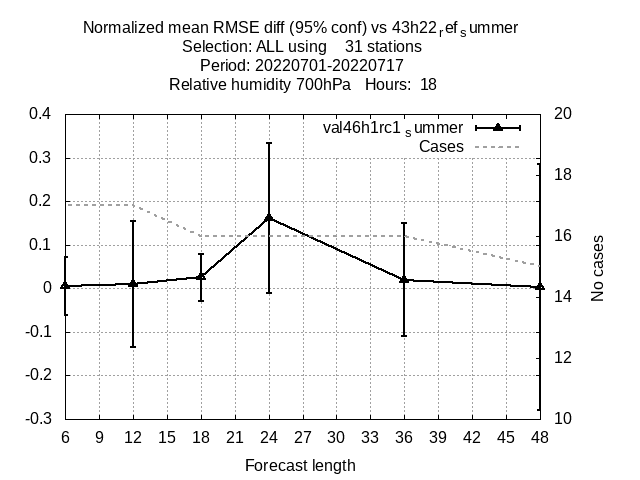 Normalized mean RMSE diff (95% conf) vs 43h22refsummer
Selection: ALL using 31 stations
Period: 20220701-20220717
Relative humidity 700hPa Hours: 18
val46h1rc1summer
Cases
0.4
0.3
0.2
0.1
0
-0.1
-0.2
-0.3
20
18
16
14
12
10
No cases
6 9 12 15 18 21 24 27 30 33 36 39 42 45 48
Forecast length